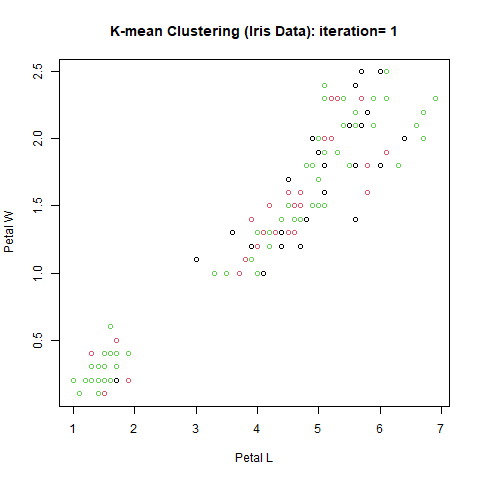 K-mean Clustering (Iris Data): iteration= 1
2.5
2.0
1.5
1.0
0.5
Petal W
1 2 3 4 5 6 7
Petal L